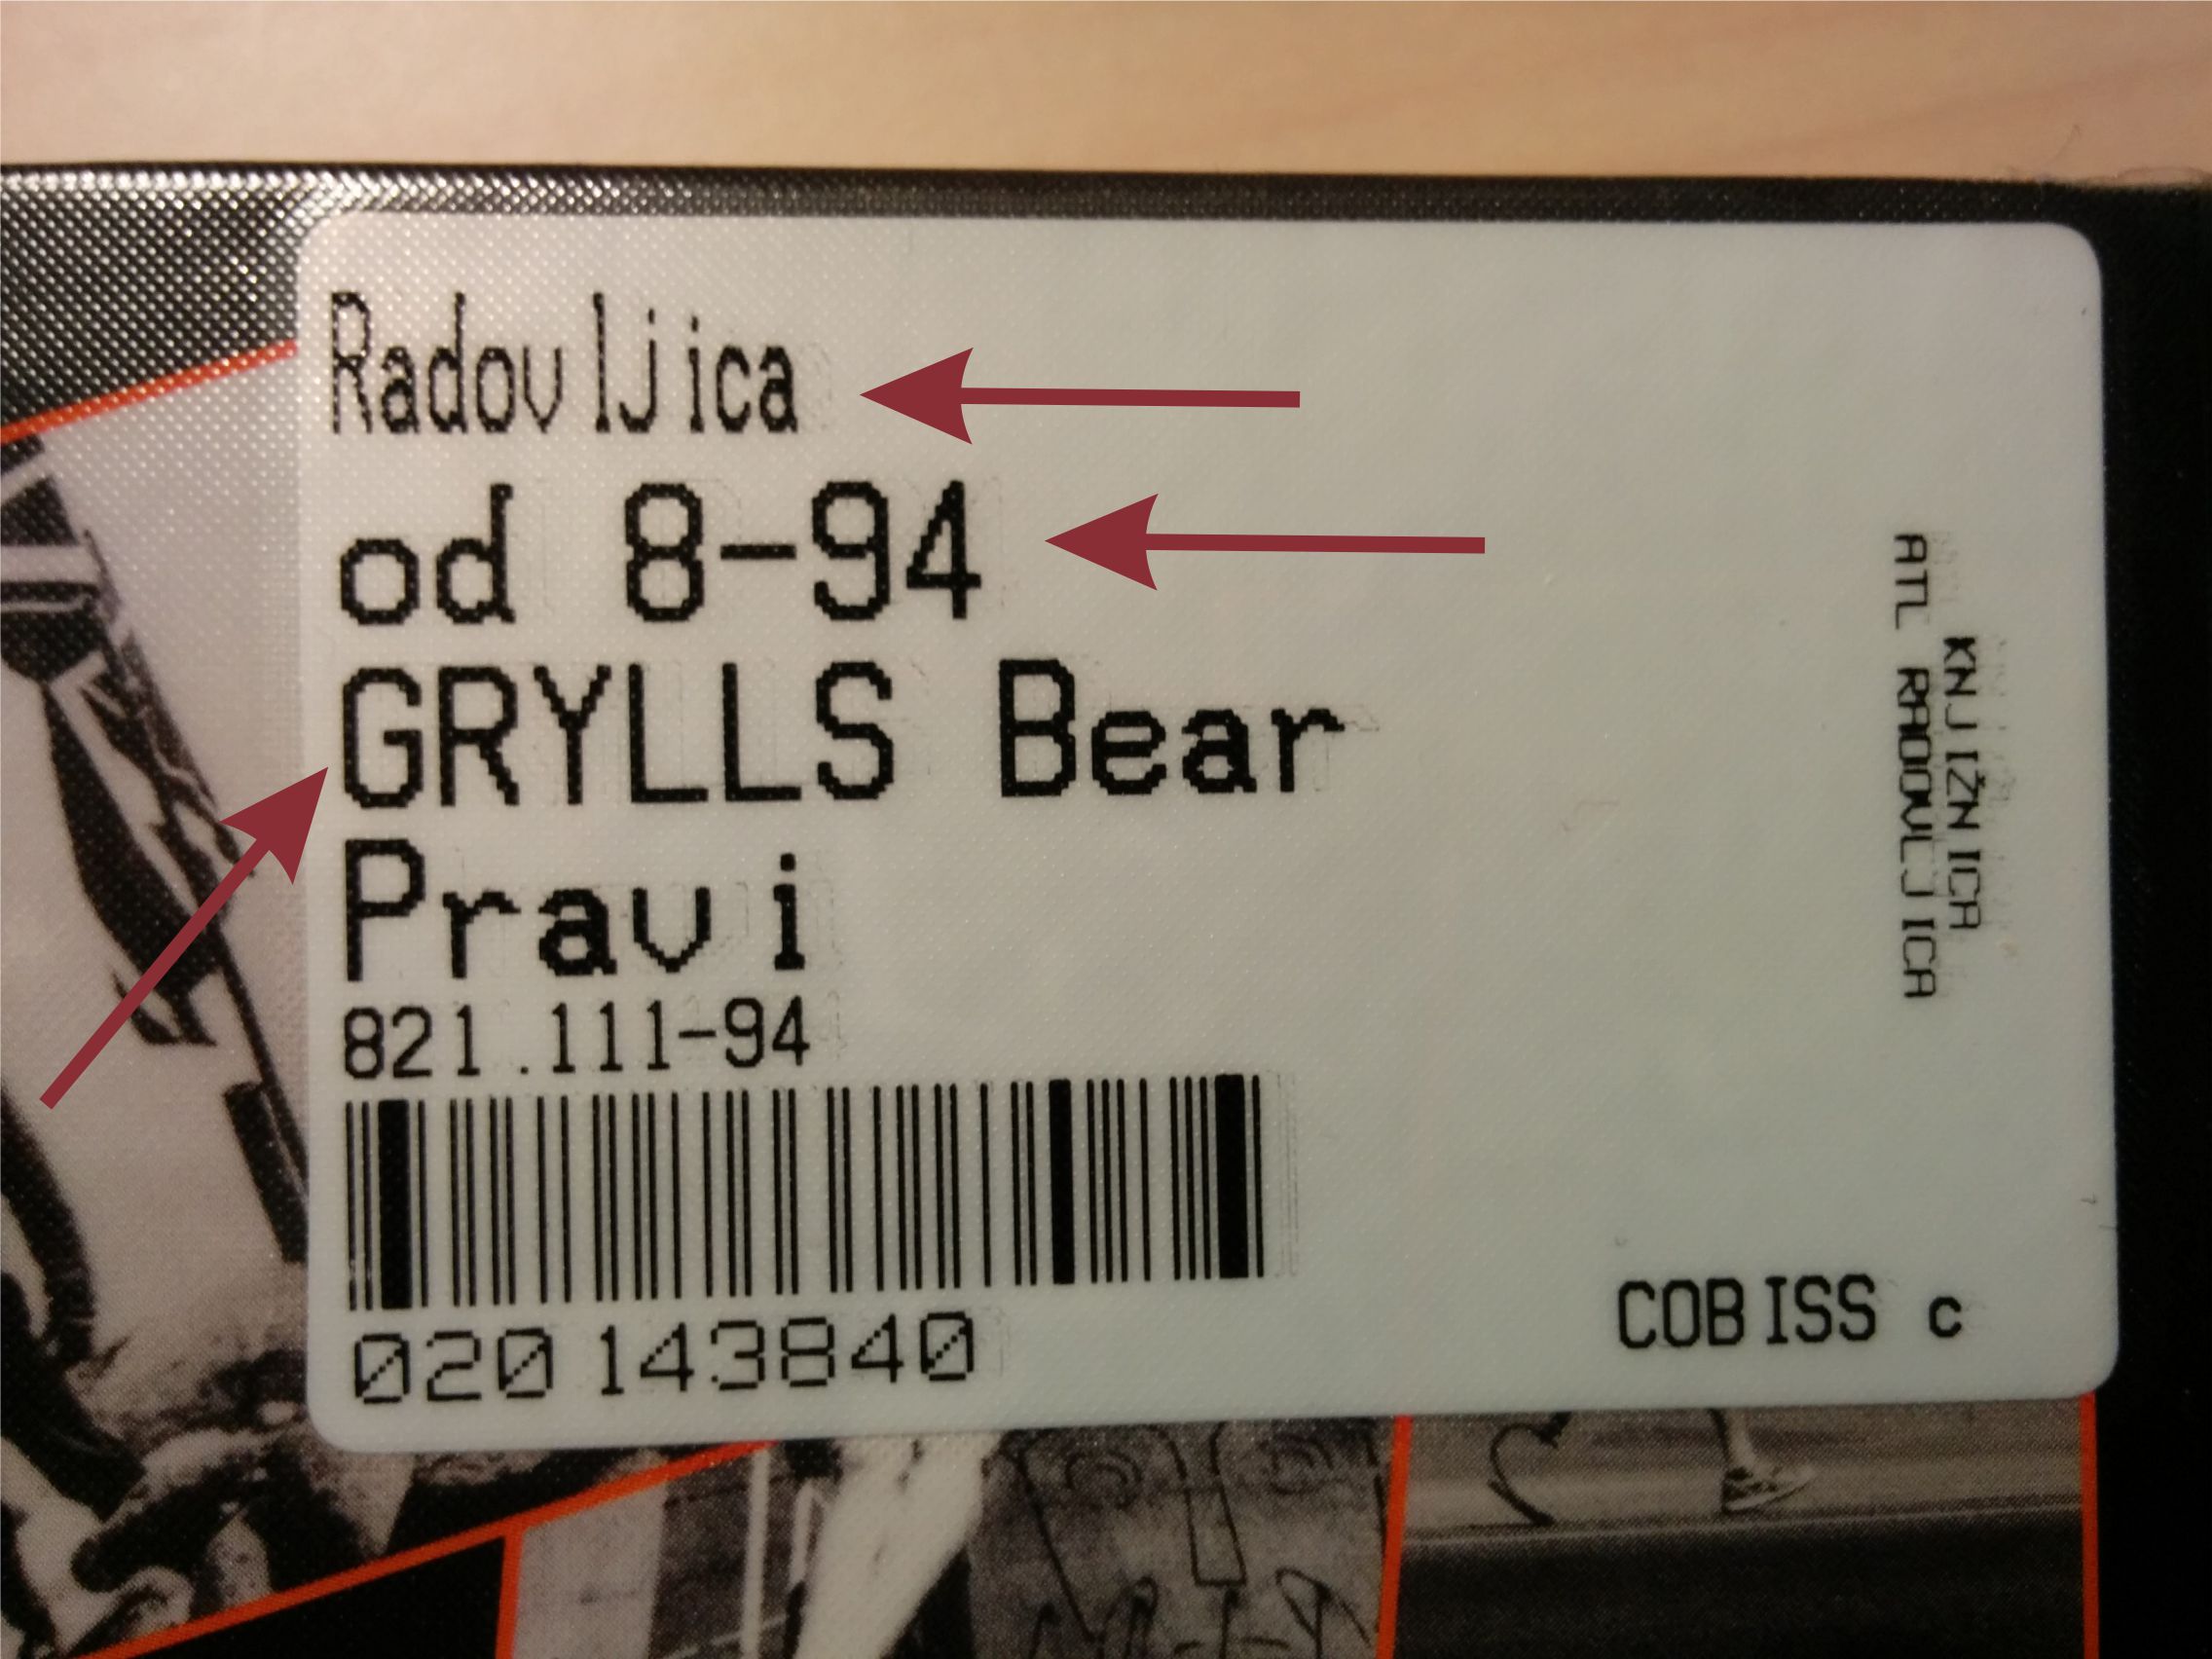 Radovljica
od 8-94
GRYLLS Bear
Pravi
821.111-94
020143840
COBISS c
KNJIŽNICA
ATL RADOVLJICA